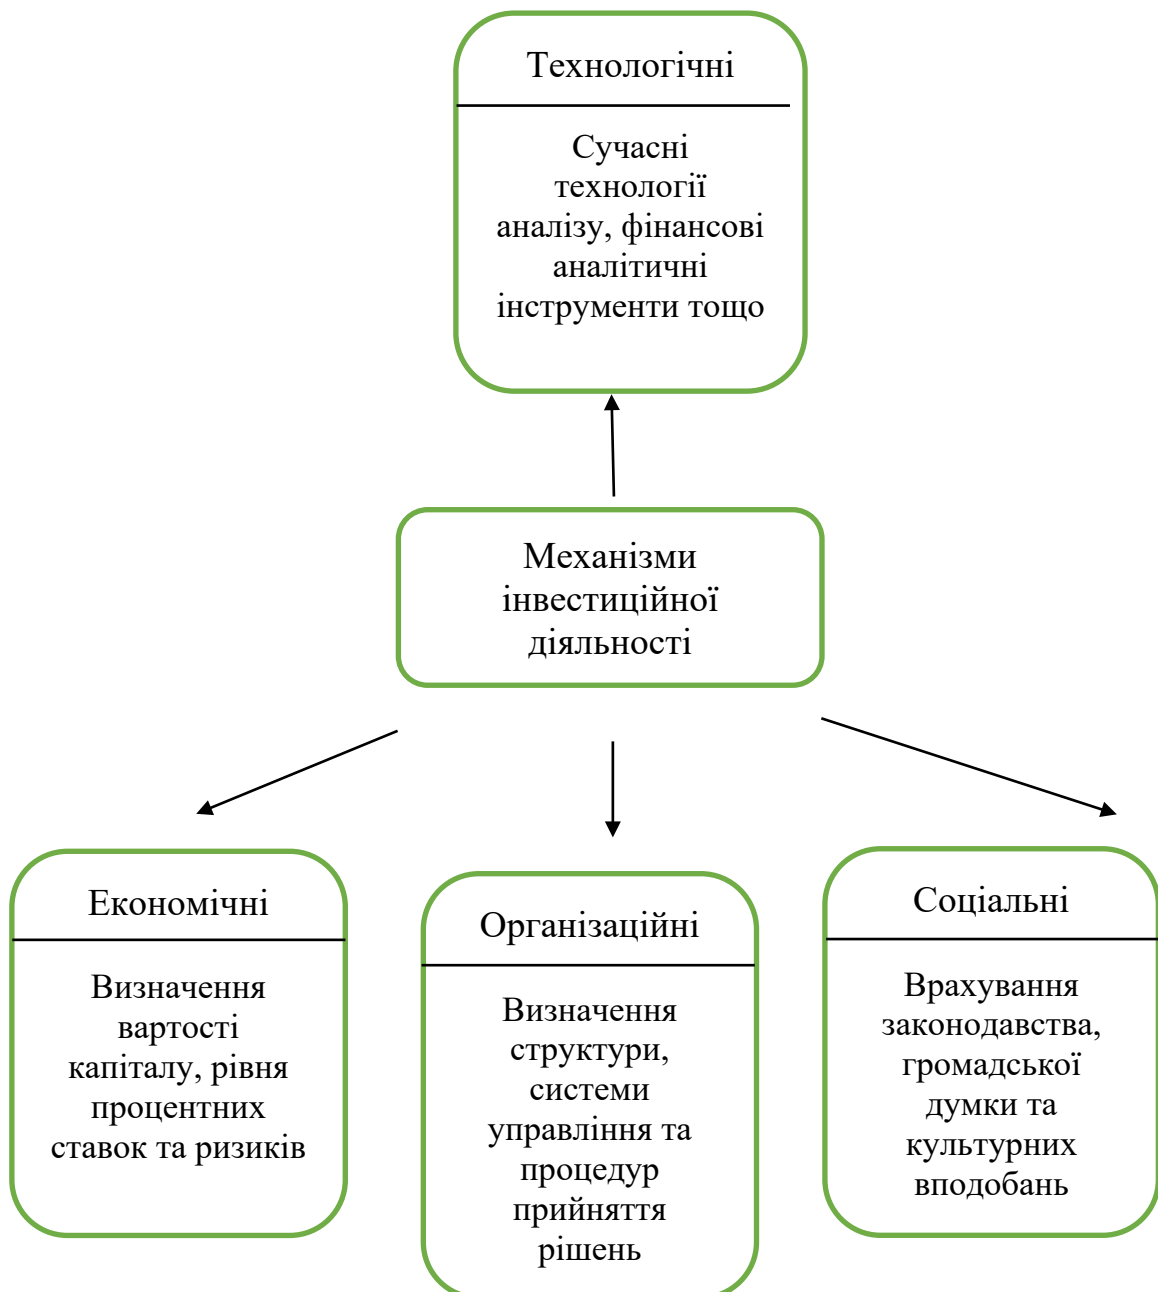 Технологічні
Сучасні
технології
аналізу, фінансові
аналітичні
інструменти тощо
Механізми
інвестиційної
діяльності
Економічні
Визначення
вартості
капіталу, рівня
процентних
ставок та ризиків
Організаційні
Визначення
структури,
системи
управління та
процедур
прийняття
рішень
Соціальні
Врахування
законодавства,
громадської
думки та
культурних
вподобань